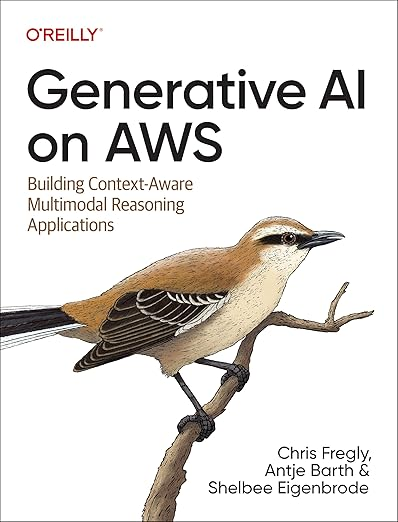 O'REILLY®
Generative AI
on AWS
Building Context-Aware
Multimodal Reasoning
Applications
Chris Fregly,
Antje Barth &
Shelbee Eigenbrode